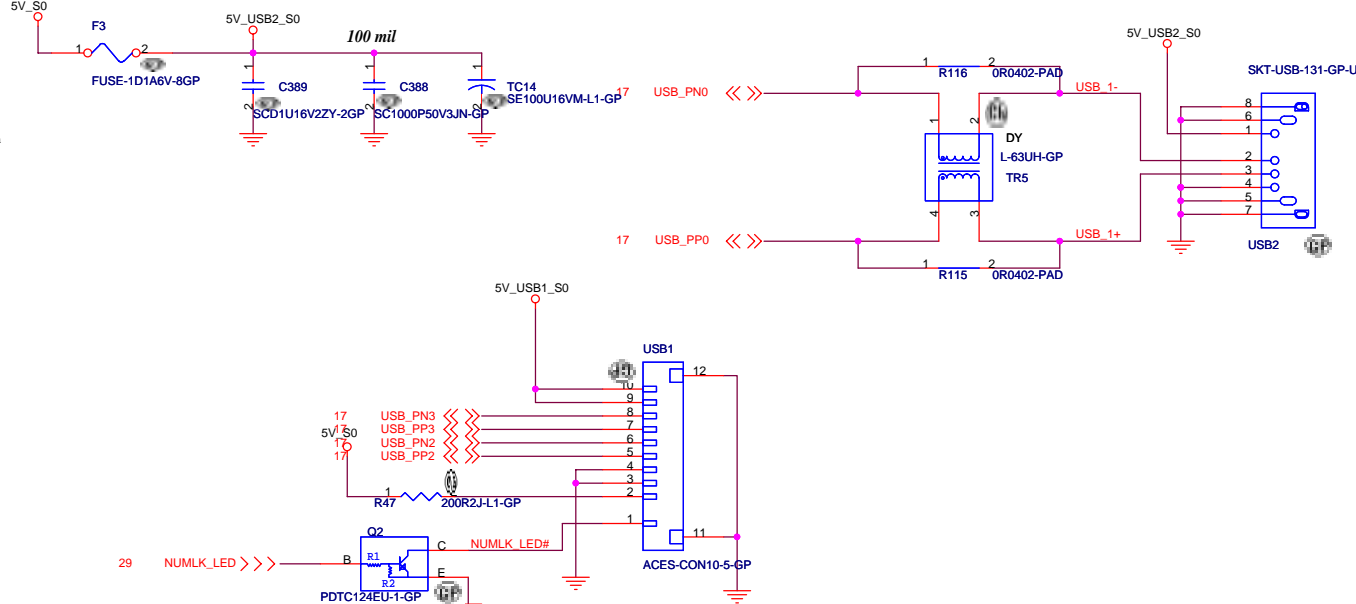 5V_S0
F3
1 2
FUSE-1D1A6V-8GP
5V_USB2_S0
100 mil
1
C389
2
SCD1U16V2ZY-2GP
1
C388
2
SC1000P50V3JN-GP
1
TC14
2
SE100U16VM-L1-GP
17 USB_PN0
1 R116 2 0R0402-PAD
USB_1-
1 2
DY
L-63UH-GP
TR5
4 3
17 USB_PP0
USB_1+
1 R115 2 0R0402-PAD
5V_USB2_S0
8
6
1
2
3
4
5
7
USB2
5V_USB1_S0
USB1
12
10
9
17 USB_PN3 8
17 USB_PP3 7
5V_S0
17 USB_PN2 6
17 USB_PP2 5
4
3
1 2
R47 200R2J-L1-GP
1
11
ACES-CON10-5-GP
Q2
29 NUMLK_LED B R1 C NUMLK_LED#
R2 E
PDTC124EU-1-GP